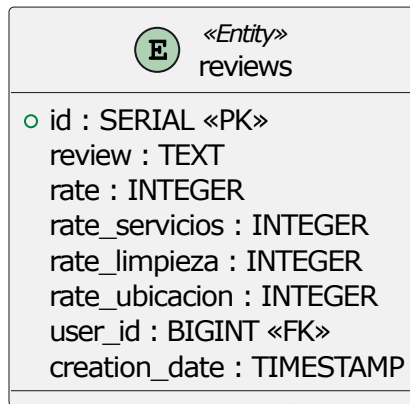 E
«Entity»
reviews
id : SERIAL «PK»
review : TEXT
rate : INTEGER
rate_servicios : INTEGER
rate_limpieza : INTEGER
rate_ubicacion : INTEGER
user_id : BIGINT «FK»
creation_date : TIMESTAMP